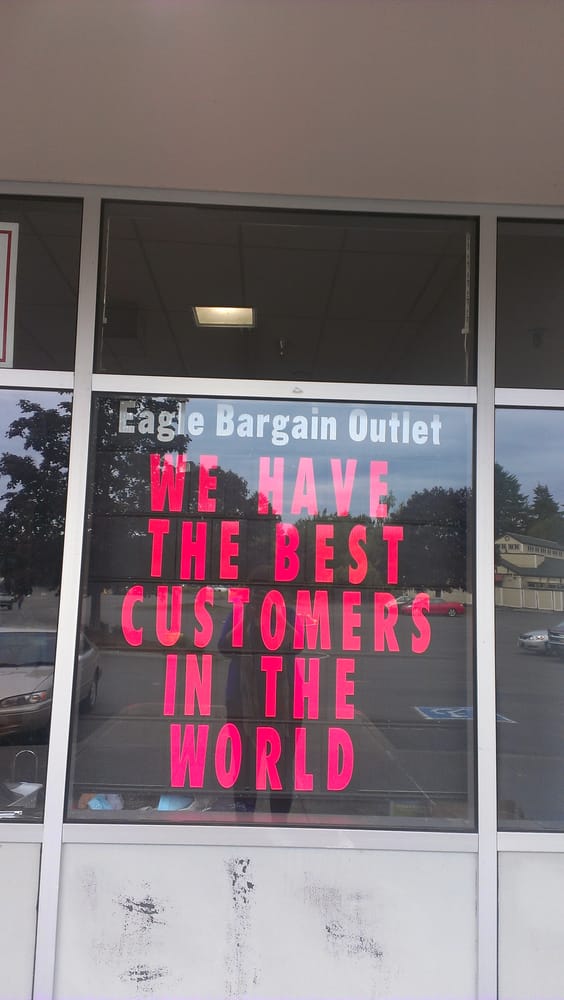 Eagle Bargain Outlet
WE HAVE
THE BEST
CUSTOMERS
IN THE
WORLD